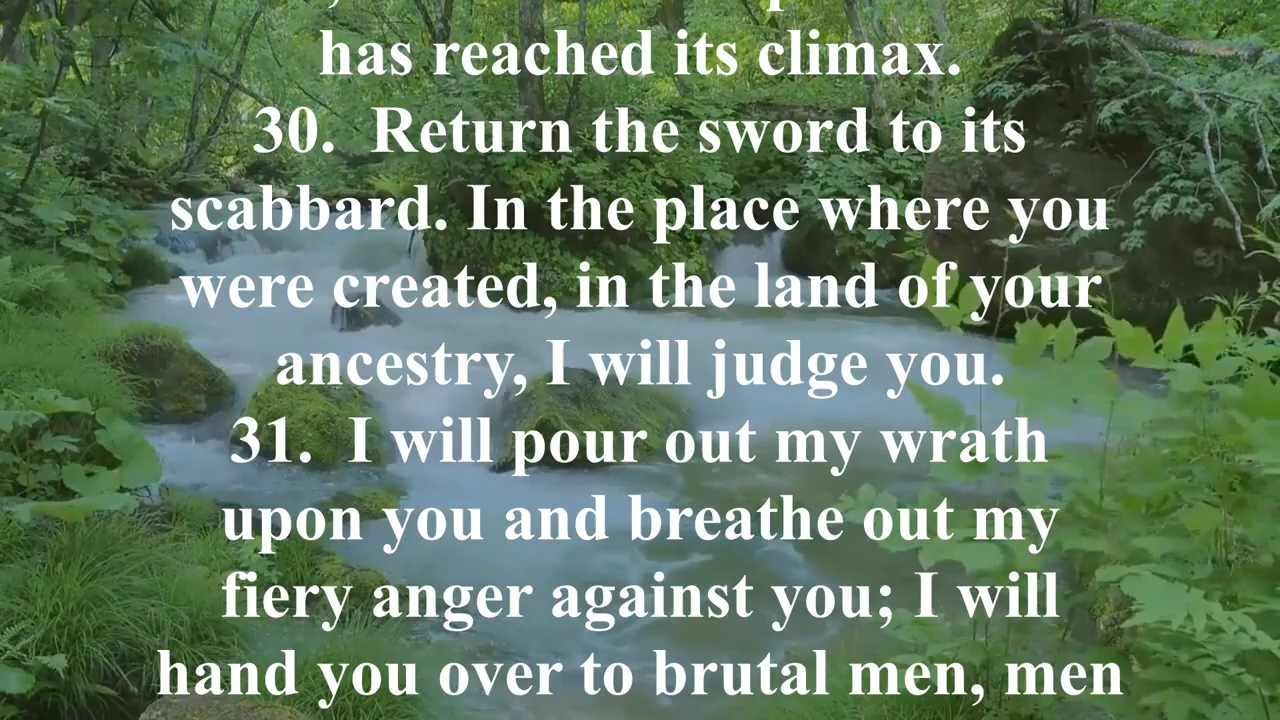 has reached its climax.
30.  Return the sword to its
scabbard. In the place where you
were created, in the land of your
ancestry, I will judge you.
31.  I will pour out my wrath
upon you and breathe out my
fiery anger against you; I will
hand you over to brutal men, men